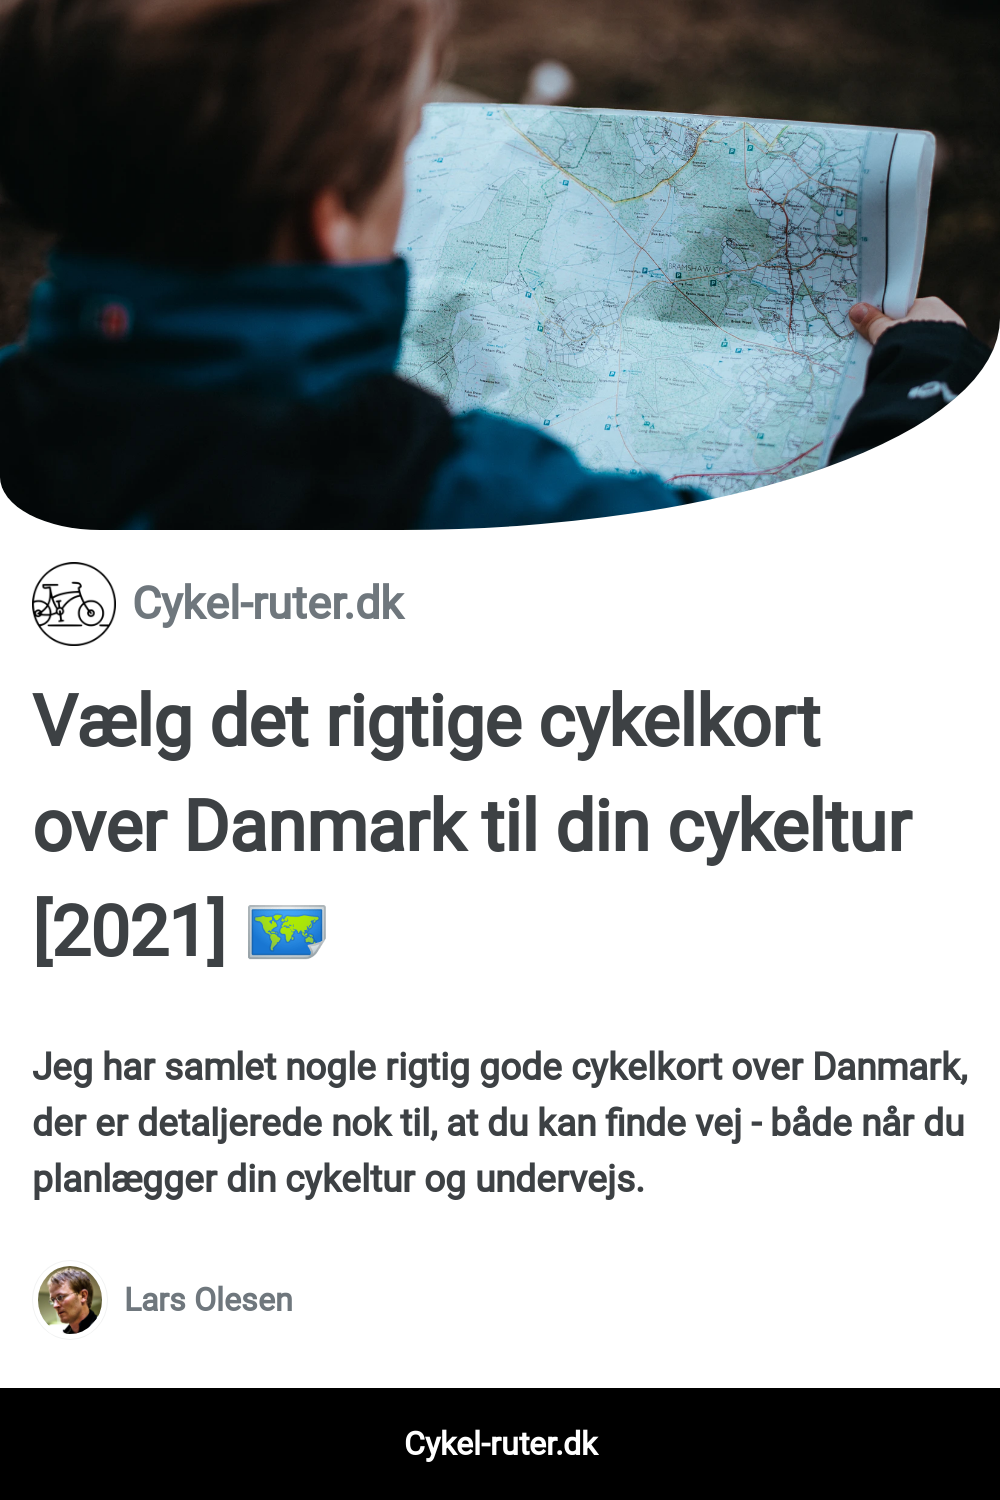 BRAMSHAW
Cykel-ruter.dk
Vælg det rigtige cykelkort
over Danmark til din cykeltur
[2021] 🗺️
Jeg har samlet nogle rigtig gode cykelkort over Danmark,
der er detaljerede nok til, at du kan finde vej - både når du
planlægger din cykeltur og undervejs.
Lars Olesen
Cykel-ruter.dk